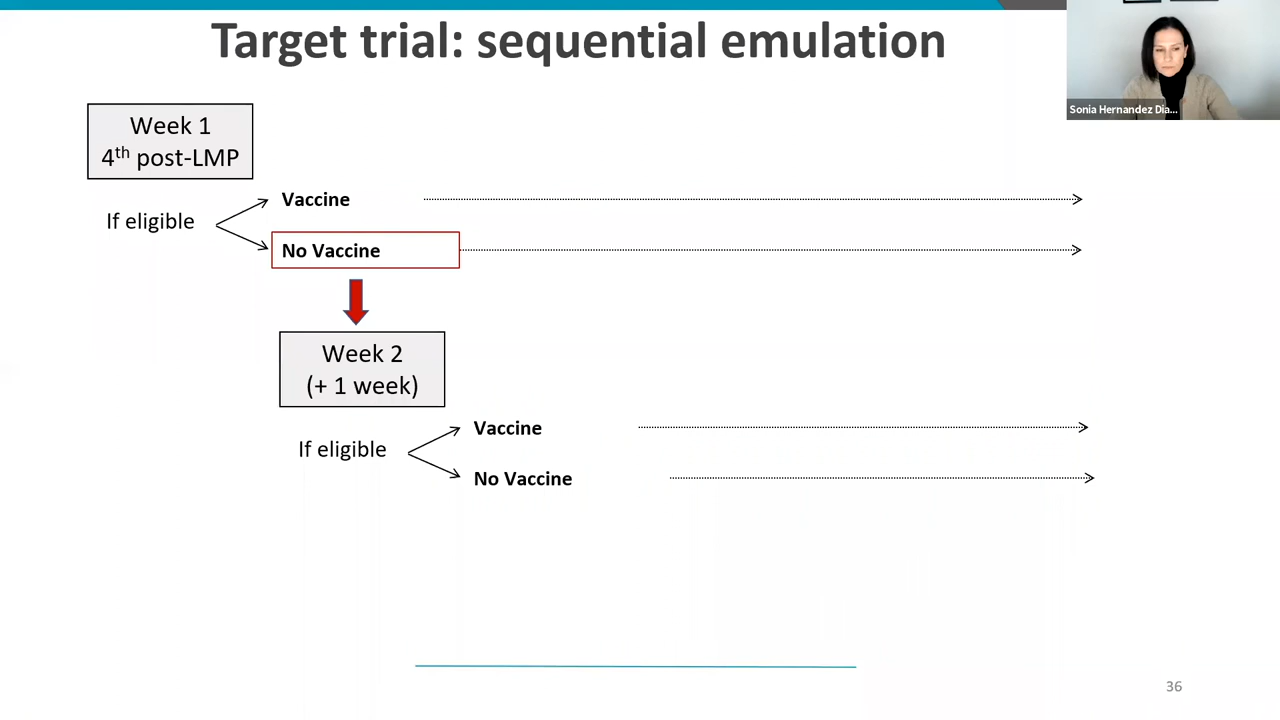 Target trial: sequential emulation
Sonia Hernandez Dia...
Week 1
4th post-LMP
If eligible
Vaccine
No Vaccine
Week 2
(+ 1 week)
If eligible
Vaccine
No Vaccine
36